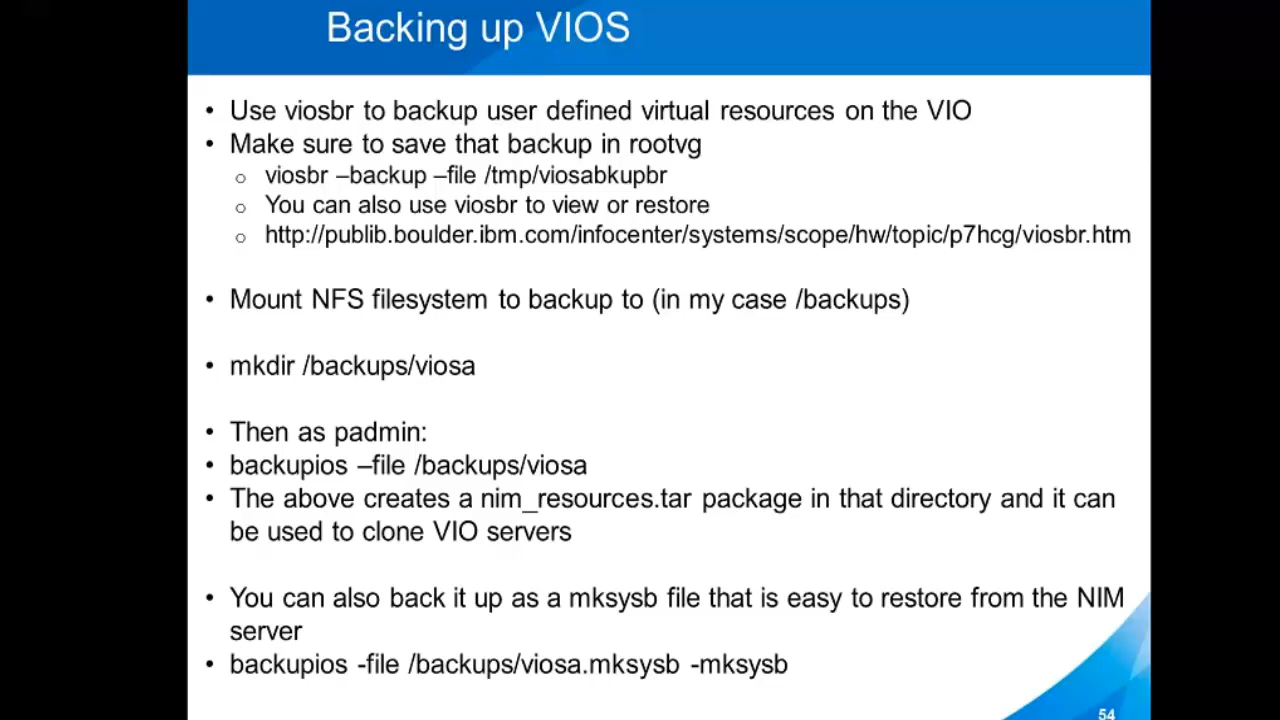 Backing up VIOS
• Use viosbr to backup user defined virtual resources on the VIO
• Make sure to save that backup in rootvg
o viosbr –backup –file /tmp/viosabkupbr
o You can also use viosbr to view or restore
o http://publib.boulder.ibm.com/infocenter/systems/scope/hw/topic/p7hcg/viosbr.htm
• Mount NFS filesystem to backup to (in my case /backups)
• mkdir /backups/viosa
• Then as padmin:
• backupios –file /backups/viosa
• The above creates a nim_resources.tar package in that directory and it can
be used to clone VIO servers
• You can also back it up as a mksysb file that is easy to restore from the NIM
server
• backupios -file /backups/viosa.mksysb -mksysb
54